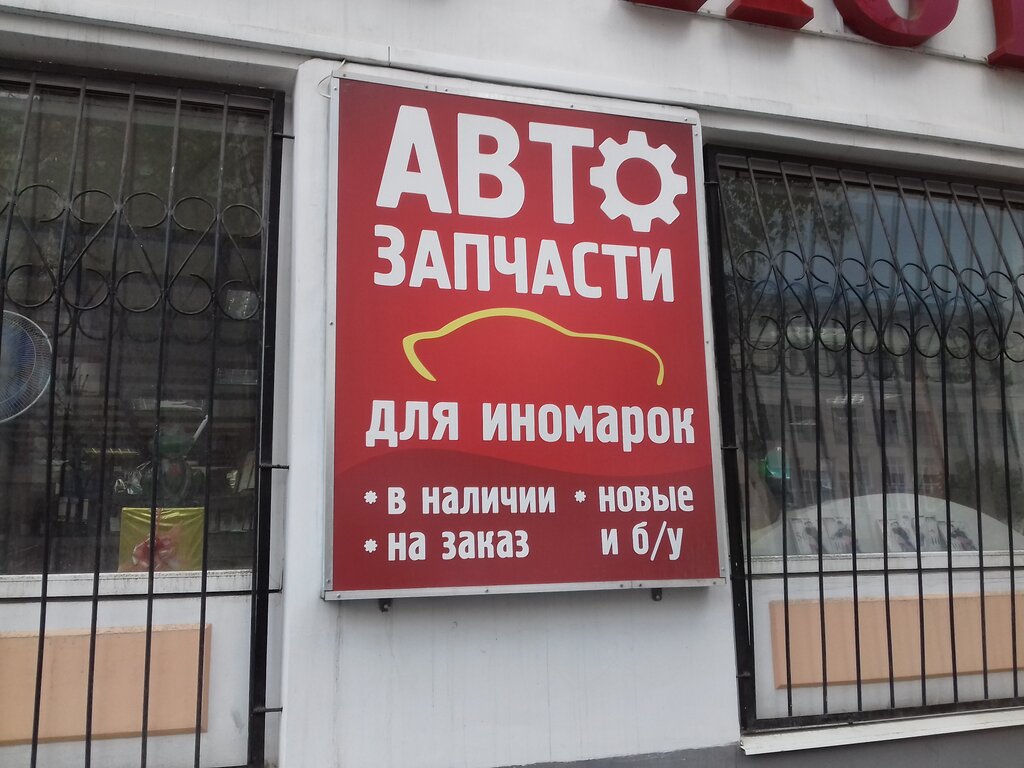 АВТО
ЗАПЧАСТИ
ДЛЯ ИНОМАРОК
* В НАЛИЧИИ * НОВЫЕ
* НА ЗАКАЗ И Б/У